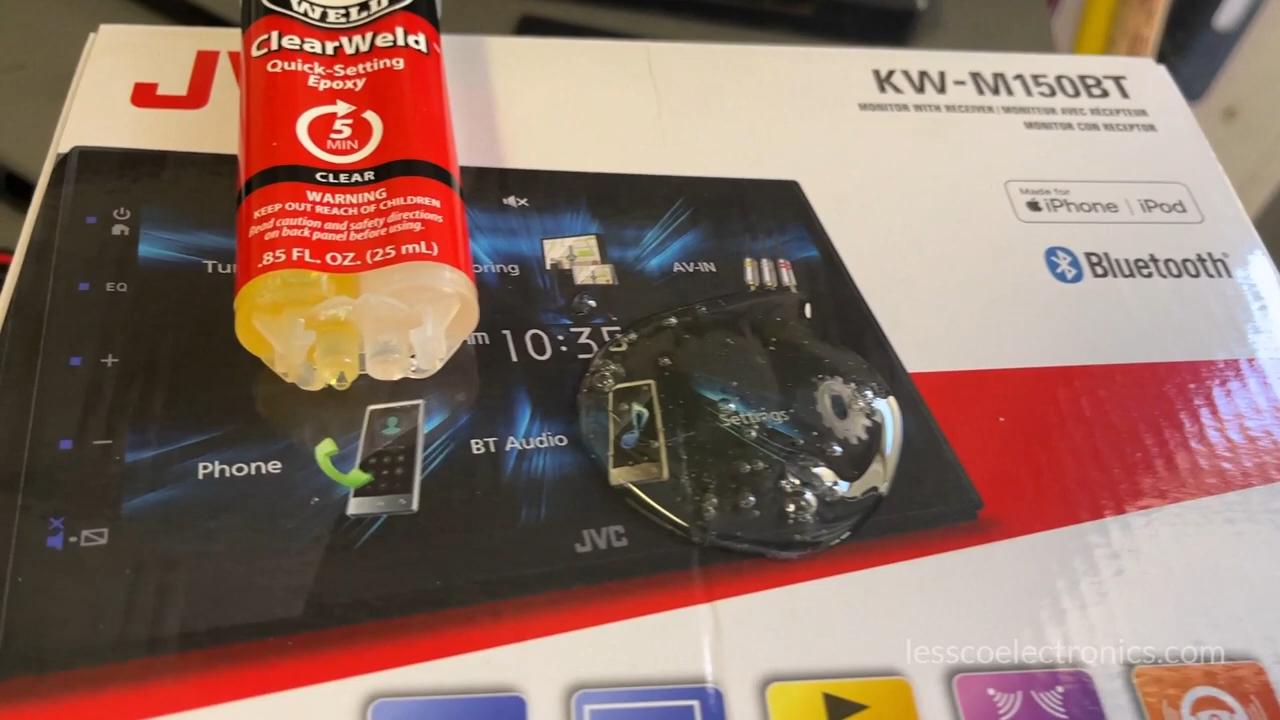 WELD
ClearWeld
Quick-Setting
Epoxy
5
MIN
CLEAR
WARNING
KEEP OUT REACH OF CHILDREN
Read caution and safety directions
on back panel before using.
.85 FL. OZ. (25 mL)
KW-M150BT
MONITOR WITH RECEIVER / MONITEUR AVEC RÉCEPTEUR
MONITOR CON RECEPTOR
Made for
iPhone | iPod
Bluetooth
AV-IN
EQ
10:35
Phone
BT Audio
Settings
JVC
lesscoelectronics.com